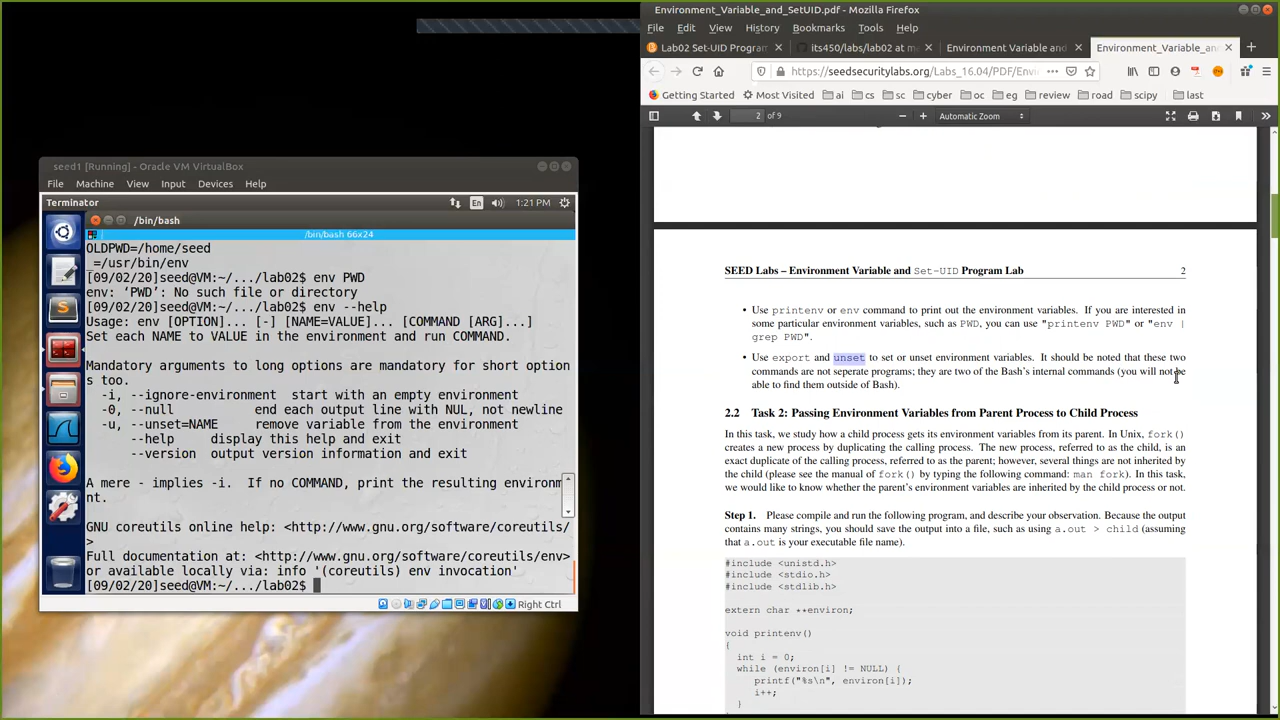 seed1 [Running] - Oracle VM VirtualBox
File Machine View Input Devices Help
Terminator En 1:21 PM
/bin/bash
/bin/bash 66x24
OLDPWD=/home/seed
_=/usr/bin/env
[09/02/20]seed@VM:~/.../lab02$ env PWD
env: ‘PWD’: No such file or directory
[09/02/20]seed@VM:~/.../lab02$ env --help
Usage: env [OPTION]... [-] [NAME=VALUE]... [COMMAND [ARG]...]
Set each NAME to VALUE in the environment and run COMMAND.
Mandatory arguments to long options are mandatory for short option
s too.
-i, --ignore-environment start with an empty environment
-0, --null end each output line with NUL, not newline
-u, --unset=NAME remove variable from the environment
--help display this help and exit
--version output version information and exit
A mere - implies -i. If no COMMAND, print the resulting environm
nt.
GNU coreutils online help: <http://www.gnu.org/software/coreutils/
>
Full documentation at: <http://www.gnu.org/software/coreutils/env>
or available locally via: info '(coreutils) env invocation'
[09/02/20]seed@VM:~/.../lab02$
Right Ctrl
Environment_Variable_and_SetUID.pdf - Mozilla Firefox
File Edit View History Bookmarks Tools Help
Lab02 Set-UID Program
its450/labs/lab02 at m
Environment Variable and
Environment_Variable_an
https://seedsecuritylabs.org/Labs_16.04/PDF/Envi
Getting Started Most Visited ai cs sc cyber oc eg review road scipy last
2 of 9 Automatic Zoom
SEED Labs – Environment Variable and Set-UID Program Lab 2
• Use printenv or env command to print out the environment variables. If you are interested in
some particular environment variables, such as PWD, you can use "printenv PWD" or "env |
grep PWD".
• Use export and unset to set or unset environment variables. It should be noted that these two
commands are not seperate programs; they are two of the Bash's internal commands (you will not be
able to find them outside of Bash).
2.2 Task 2: Passing Environment Variables from Parent Process to Child Process
In this task, we study how a child process gets its environment variables from its parent. In Unix, fork()
creates a new process by duplicating the calling process. The new process, referred to as the child, is an
exact duplicate of the calling process, referred to as the parent; however, several things are not inherited by
the child (please see the manual of fork() by typing the following command: man fork). In this task,
we would like to know whether the parent's environment variables are inherited by the child process or not.
Step 1. Please compile and run the following program, and describe your observation. Because the output
contains many strings, you should save the output into a file, such as using a.out > child (assuming
that a.out is your executable file name).
#include <unistd.h>
#include <stdio.h>
#include <stdlib.h>
extern char **environ;
void printenv()
{
int i = 0;
while (environ[i] != NULL) {
printf("%s\n", environ[i]);
i++;
}